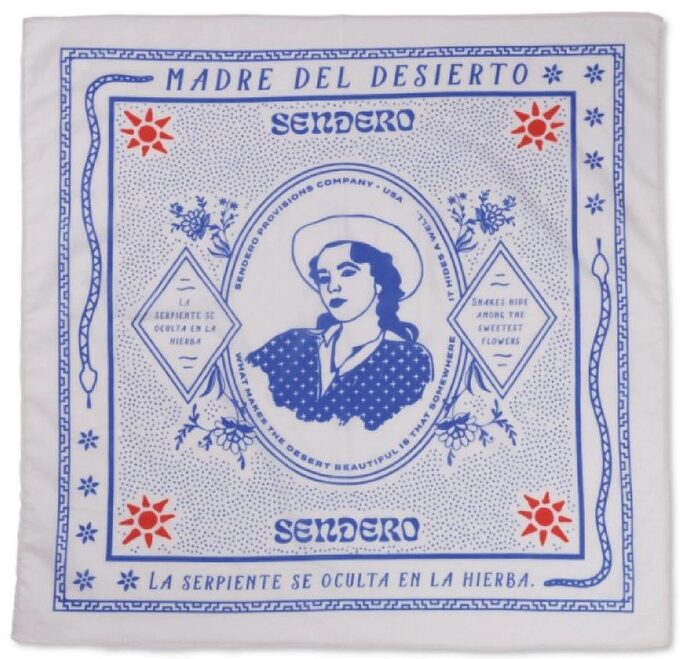 MADRE DEL DESIERTO
SENDERO
SENDERO PROVISIONS COMPANY • USA
WHAT MAKES THE DESERT BEAUTIFUL IS THAT SOMEWHERE IT HIDES A WELL.
LA
SERPIENTE SE
OCULTA EN LA
HIERBA
SNAKES HIDE
AMONG THE
SWEETEST
FLOWERS
SENDERO
LA SERPIENTE SE OCULTA EN LA HIERBA.